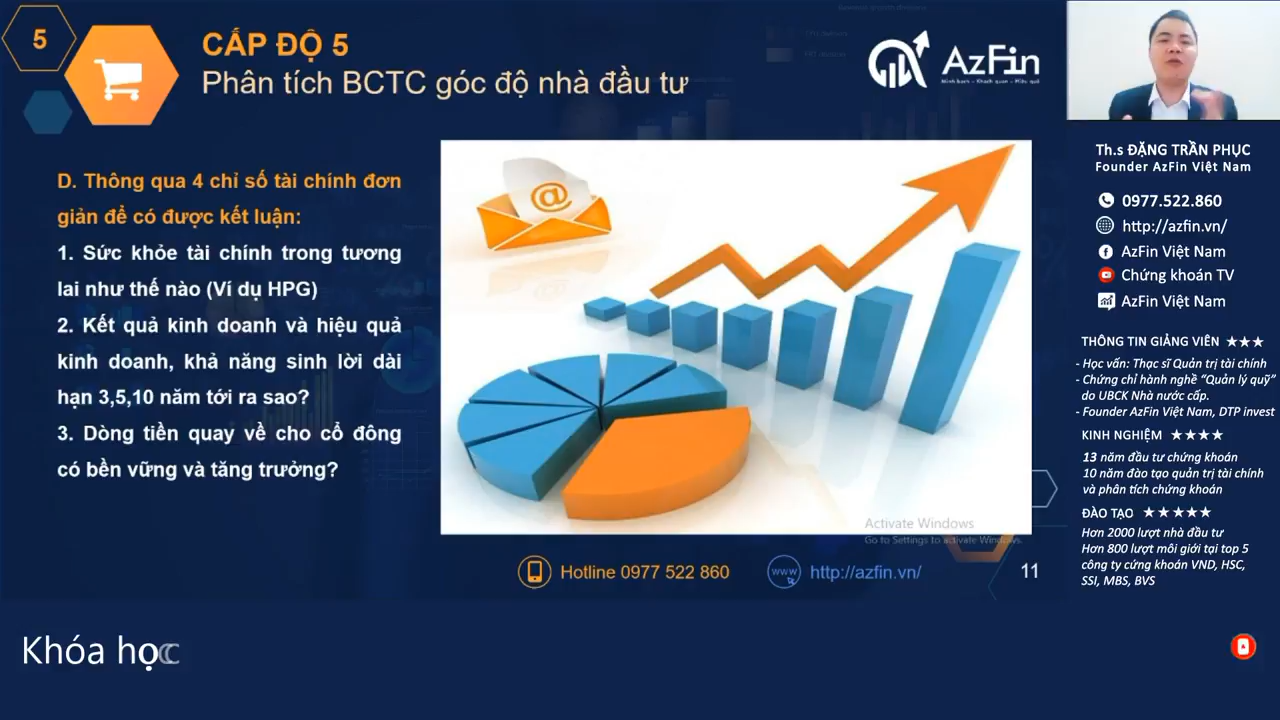 5
CẤP ĐỘ 5
Phân tích BCTC góc độ nhà đầu tư
AzFin
Minh bạch - Khách quan - Hiệu quả
D. Thông qua 4 chỉ số tài chính đơn
giản để có được kết luận:
1. Sức khỏe tài chính trong tương
lai như thế nào (Ví dụ HPG)
2. Kết quả kinh doanh và hiệu quả
kinh doanh, khả năng sinh lời dài
hạn 3,5,10 năm tới ra sao?
3. Dòng tiền quay về cho cổ đông
có bền vững và tăng trưởng?
@
Activate Windows
Go to Settings to activate Windows.
Hotline 0977 522 860
www
http://azfin.vn/
11
Th.s ĐẶNG TRẦN PHỤC
Founder AzFin Việt Nam
0977.522.860
http://azfin.vn/
AzFin Việt Nam
Chứng khoán TV
AzFin Việt Nam
THÔNG TIN GIẢNG VIÊN ★★★
- Học vấn: Thạc sĩ Quản trị tài chính
- Chứng chỉ hành nghề “Quản lý quỹ”
do UBCK Nhà nước cấp.
- Founder AzFin Việt Nam, DTP invest
KINH NGHIỆM ★★★★
13 năm đầu tư chứng khoán
10 năm đào tạo quản trị tài chính
và phân tích chứng khoán
ĐÀO TẠO ★★★★★
Hơn 2000 lượt nhà đầu tư
Hơn 800 lượt môi giới tại top 5
công ty cứng khoán VND, HSC,
SSI, MBS, BVS
Khóa học